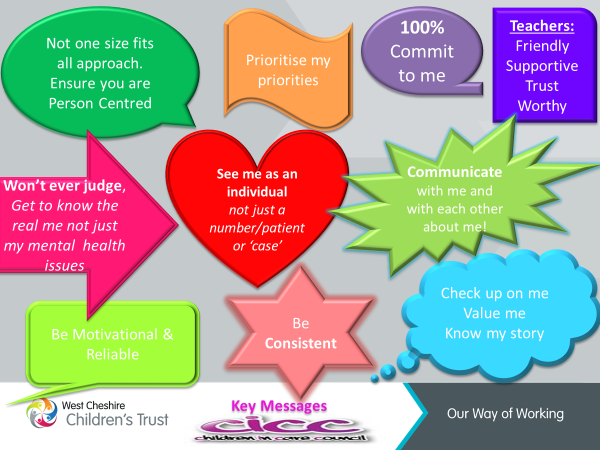 Not one size fits
all approach.
Ensure you are
Person Centred
Prioritise my
priorities
100%
Commit
to me
Teachers:
Friendly
Supportive
Trust
Worthy
Won't ever judge,
Get to know the
real me not just
my mental health
issues
See me as an
individual
not just a
number/patient
or 'case'
Communicate
with me and
with each other
about me!
Be Motivational &
Reliable
Be
Consistent
Check up on me
Value me
Know my story
West Cheshire
Children's Trust
Key Messages
cicc
children in care council
Our Way of Working